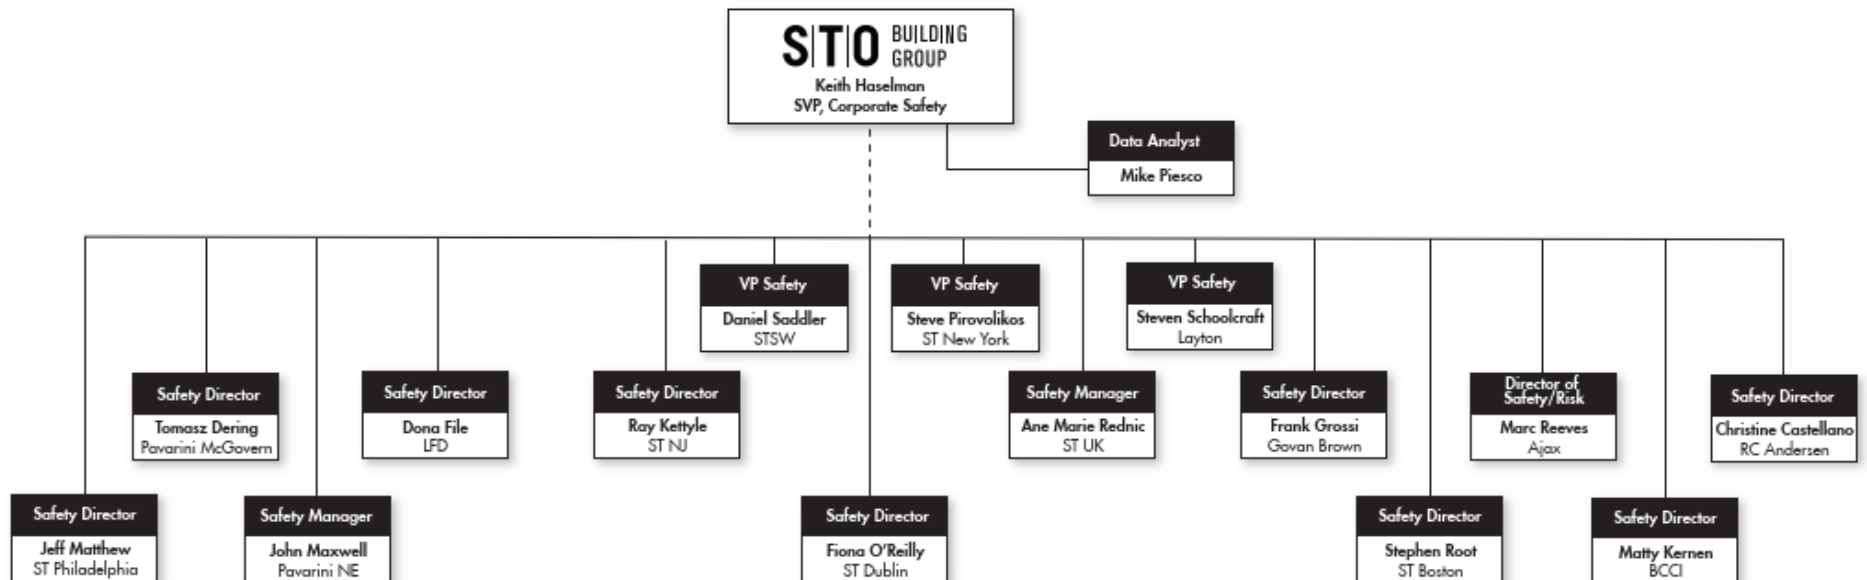 S|T|O BUILDING
GROUP
Keith Haselman
SVP, Corporate Safety
Data Analyst
Mike Piesco
VP Safety
Daniel Saddler
STSW
VP Safety
Steve Pirovolikos
ST New York
VP Safety
Steven Schoolcraft
Layton
Safety Director
Tomasz Dering
Pavarini McGovern
Safety Director
Dona File
LFD
Safety Director
Ray Kettyle
ST NJ
Safety Manager
Ane Marie Rednic
ST UK
Safety Director
Frank Grossi
Govan Brown
Director of
Safety/Risk
Marc Reeves
Ajax
Safety Director
Christine Castellano
RC Andersen
Safety Director
Jeff Matthew
ST Philadelphia
Safety Manager
John Maxwell
Pavarini NE
Safety Director
Fiona O'Reilly
ST Dublin
Safety Director
Stephen Root
ST Boston
Safety Director
Matty Kernen
BCCI